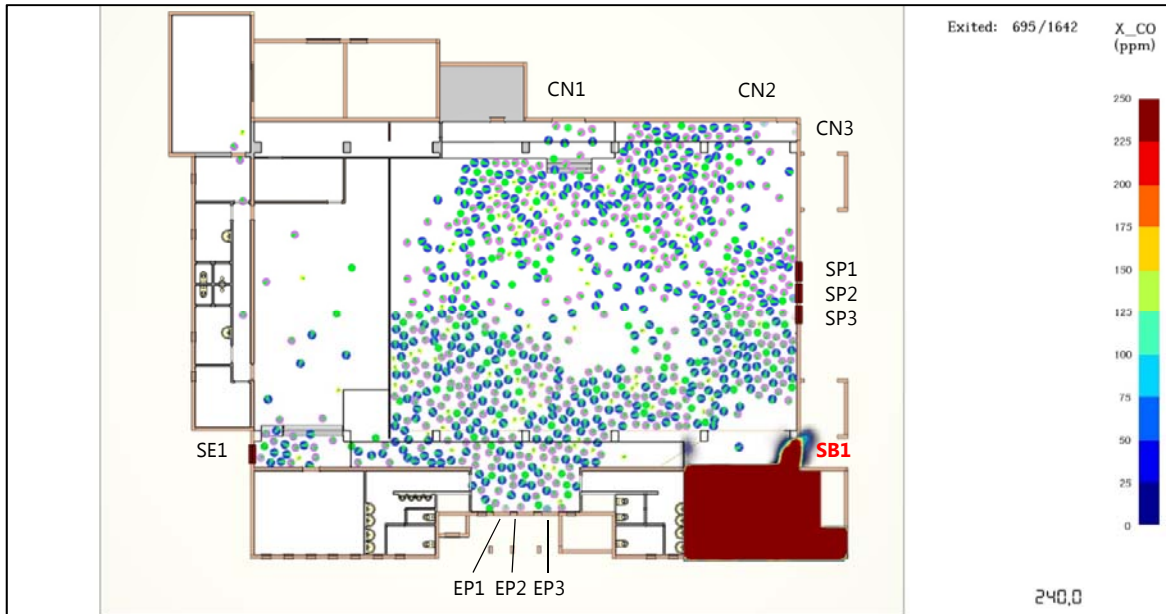 Exited: 695/1642
X_CO
(ppm)
CN1
CN2
CN3
SP1
SP2
SP3
SE1
SB1
EP1 EP2 EP3
250
225
200
175
150
125
100
75
50
25
0
240,0